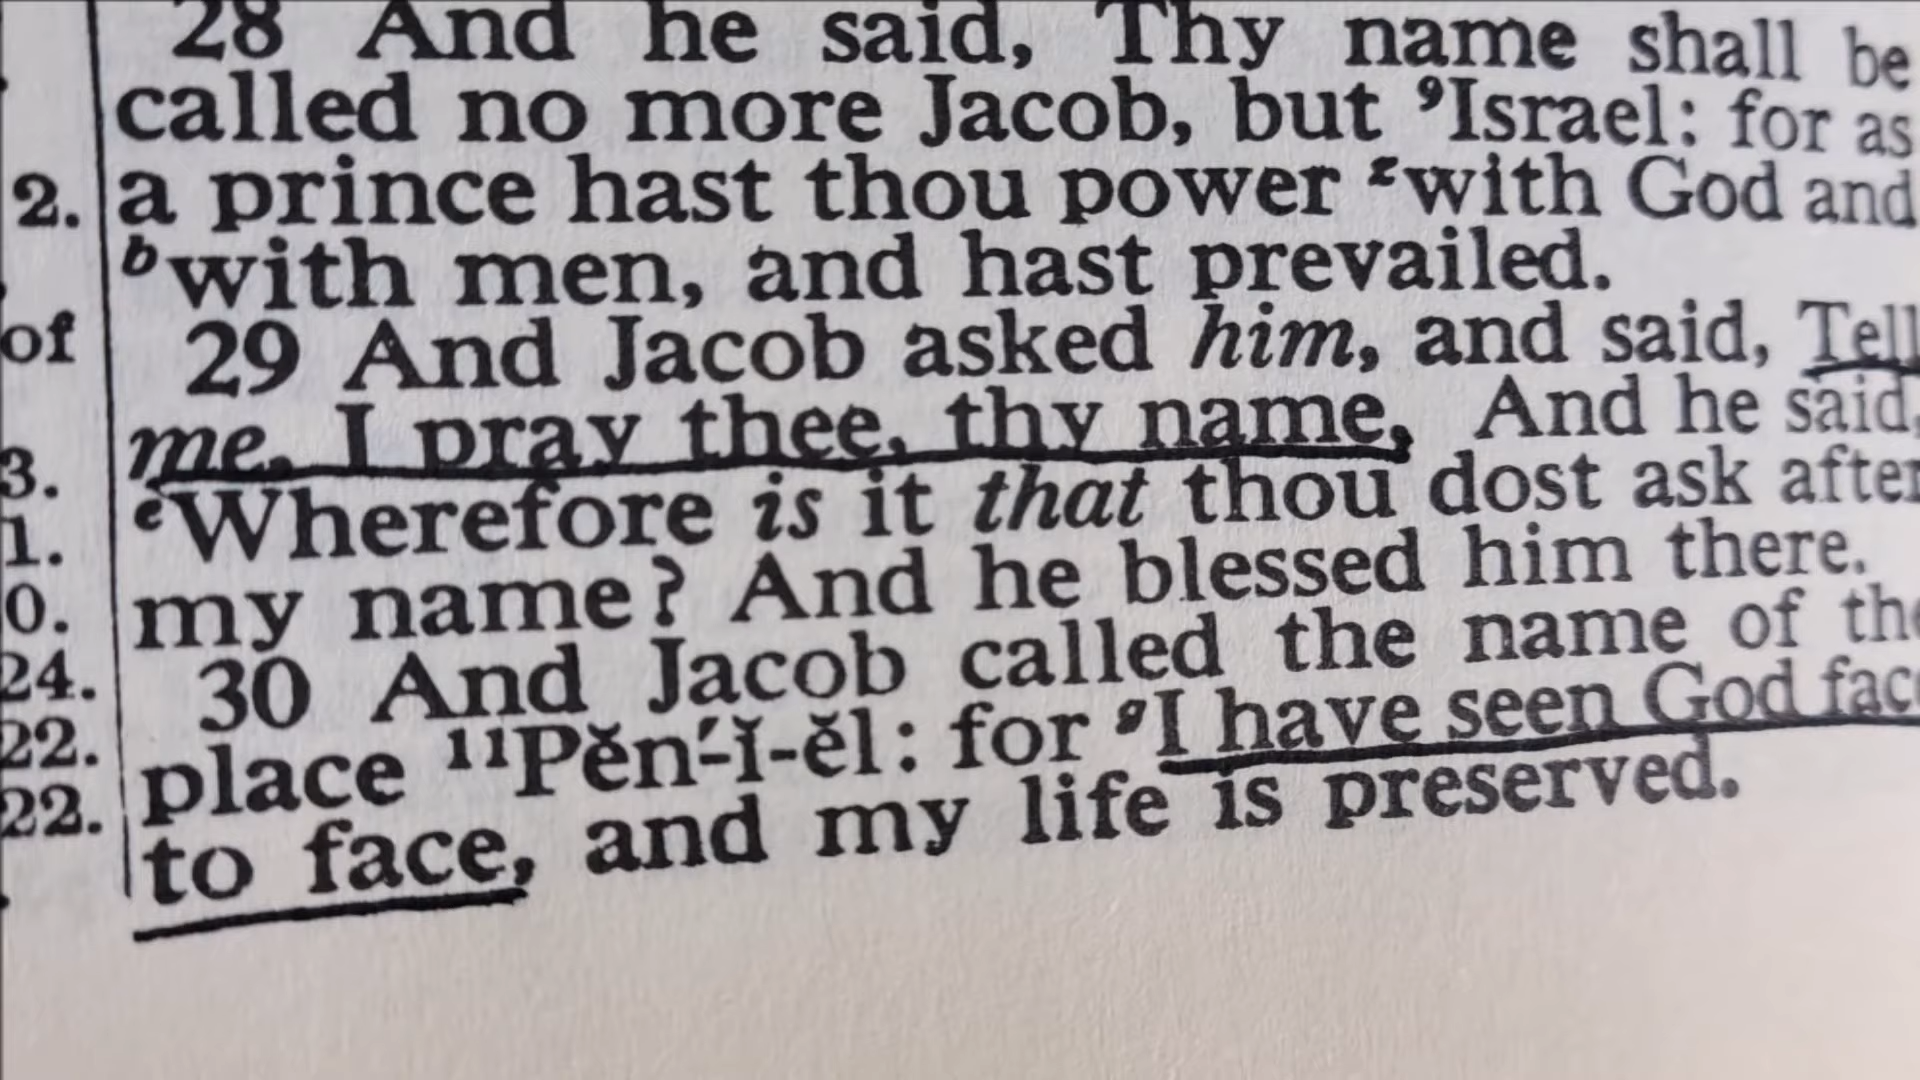 28 And he said, Thy name shall be
called no more Jacob, but ⁹Israel: for as
2. a prince hast thou power ᶻwith God and
ᵇwith men, and hast prevailed.
of 29 And Jacob asked him, and said, Tell
me, I pray thee, thy name, And he said,
3. ᶜWherefore is it that thou dost ask after
1. my name? And he blessed him there.
0. 30 And Jacob called the name of the
24. place ¹¹Pĕn′-ĭ-ĕl: for ᵍI have seen God face
22. to face, and my life is preserved.
22.